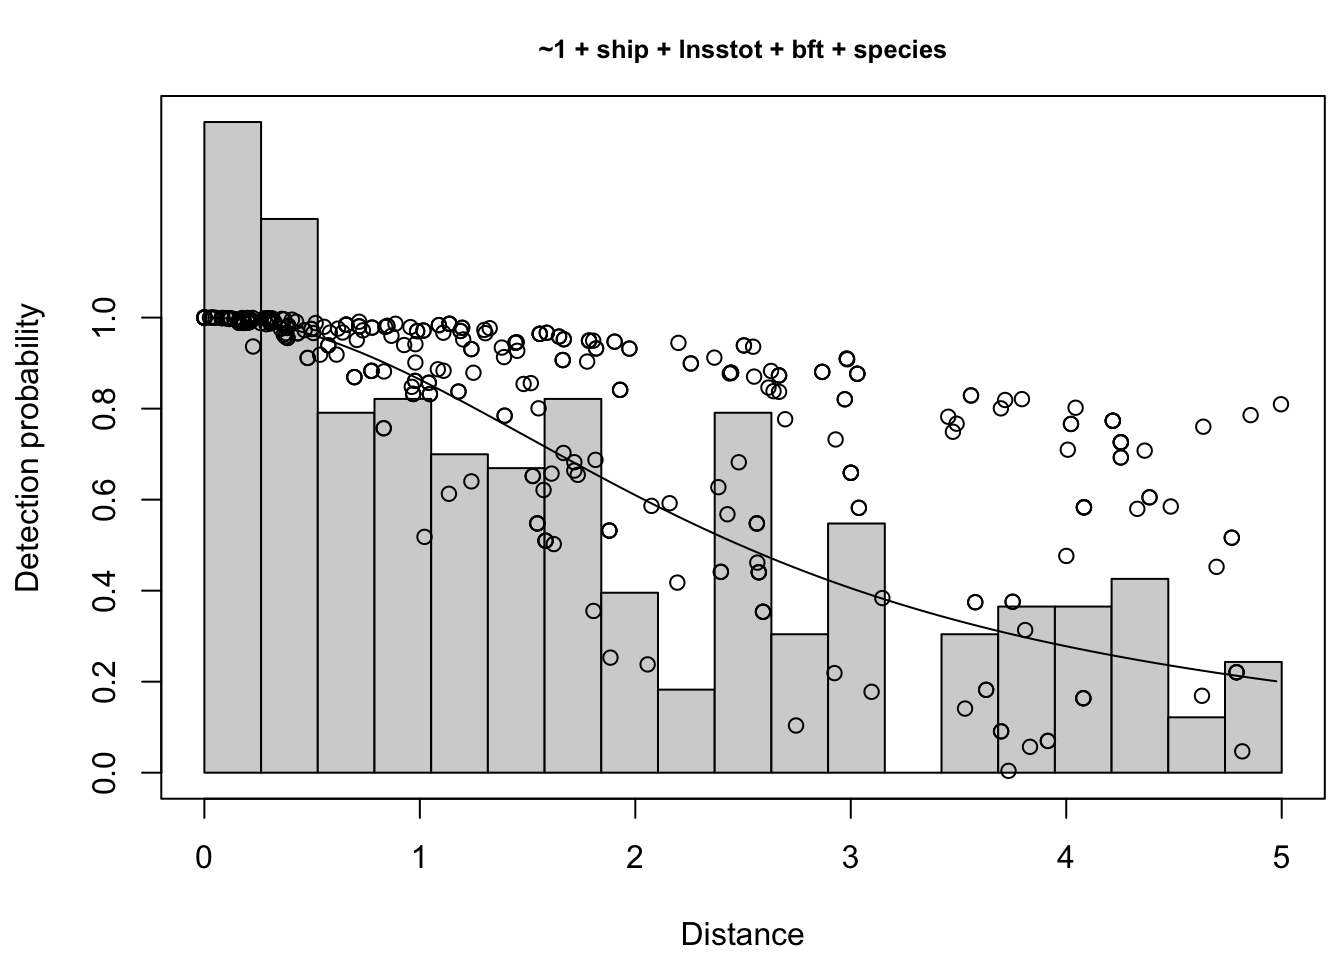 ~1 + ship + lnsstot + bft + species
Detection probability
1.0
0.8
0.6
0.4
0.2
0.0
0 1 2 3 4 5
Distance